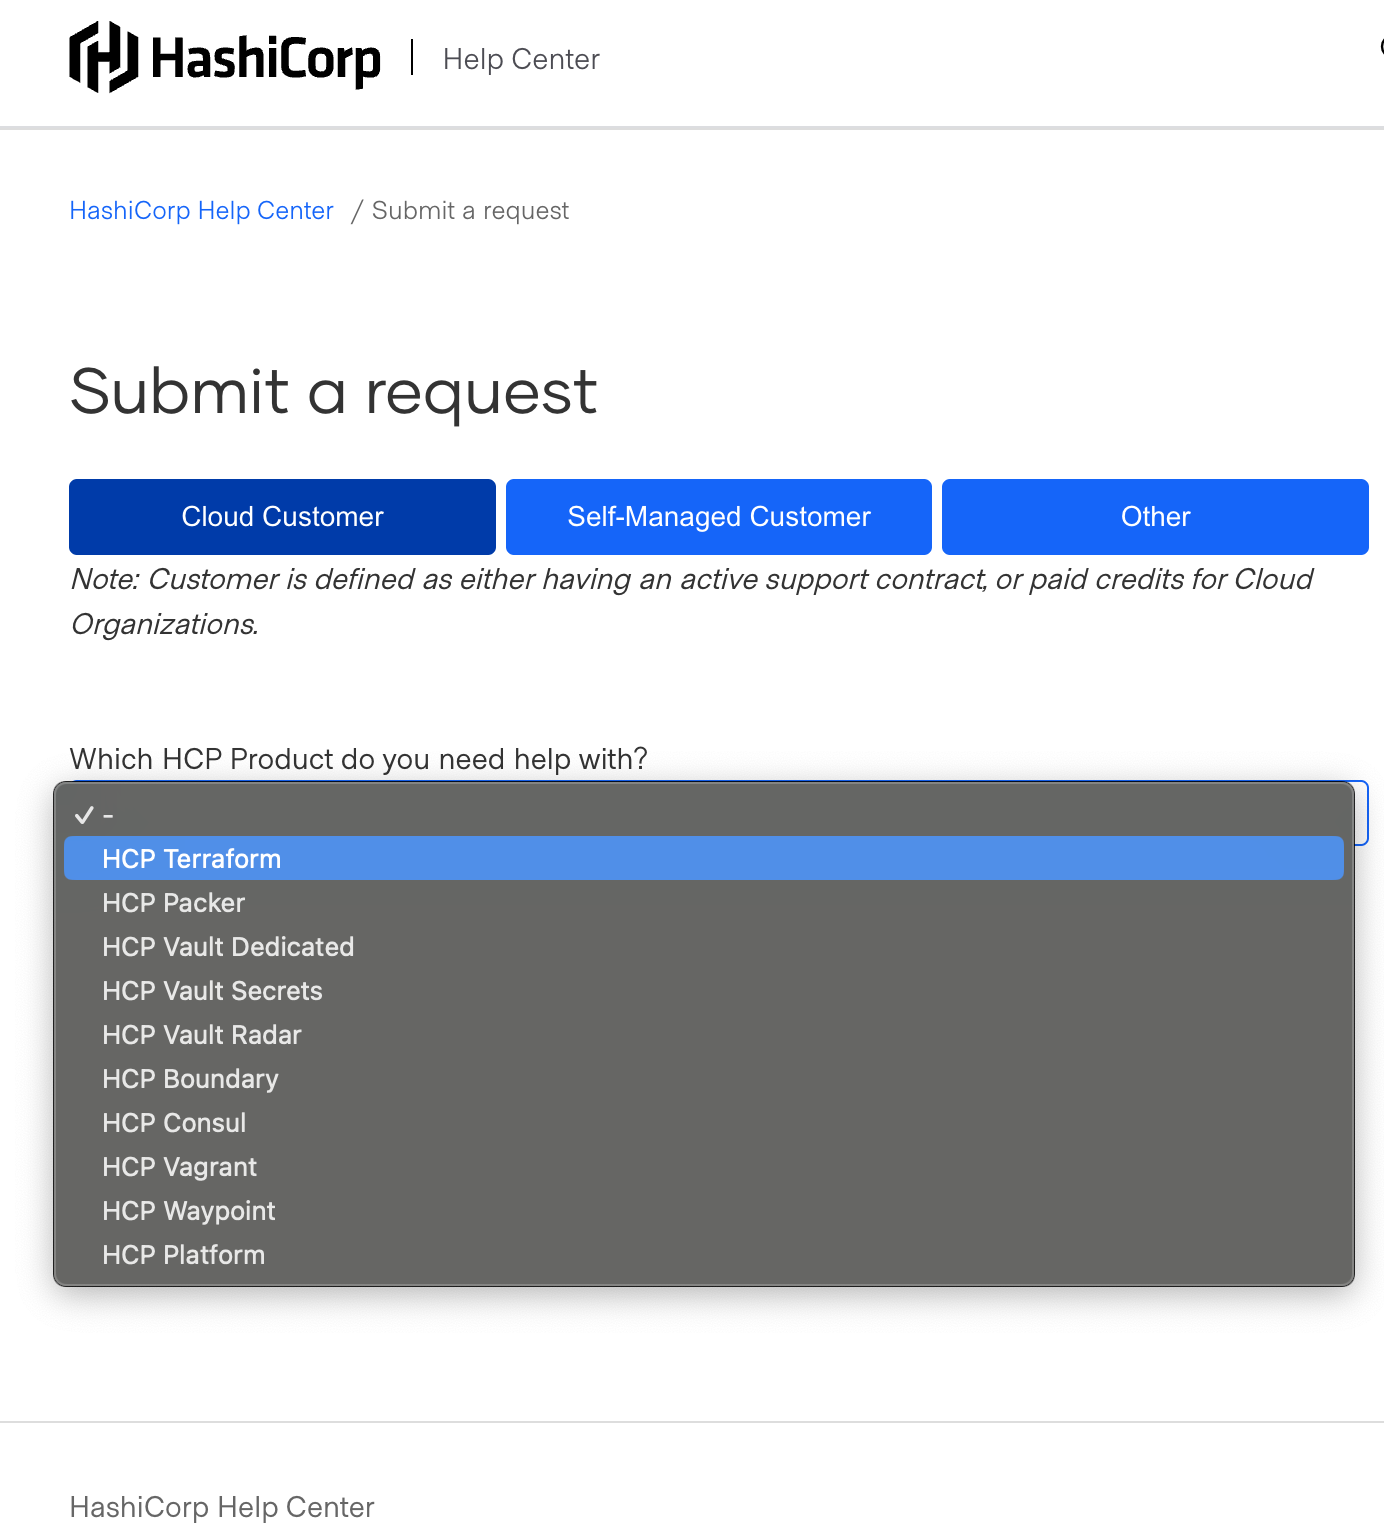 HashiCorp | Help Center
HashiCorp Help Center / Submit a request
Submit a request
Cloud Customer
Self-Managed Customer
Other
Note: Customer is defined as either having an active support contract, or paid credits for Cloud
Organizations.
Which HCP Product do you need help with?
✓ -
HCP Terraform
HCP Packer
HCP Vault Dedicated
HCP Vault Secrets
HCP Vault Radar
HCP Boundary
HCP Consul
HCP Vagrant
HCP Waypoint
HCP Platform
HashiCorp Help Center